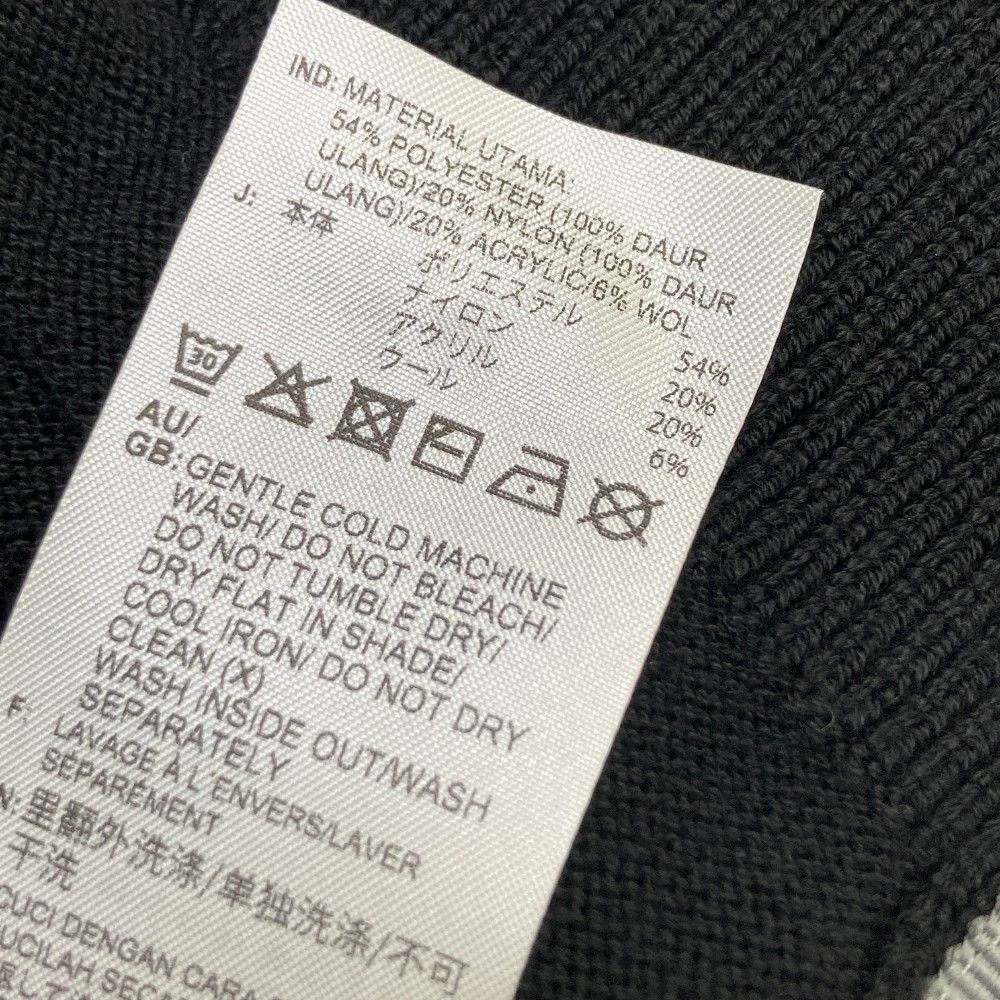 IND: MATERIAL UTAMA:
54% POLYESTER (100% DAUR
ULANG)/20% NYLON (100% DAUR
ULANG)/20% ACRYLIC/6% WOL
J: 本体
ポリエステル 54%
ナイロン 20%
アクリル 20%
ウール 6%
30
AU/
GB: GENTLE COLD MACHINE
WASH/ DO NOT BLEACH/
DO NOT TUMBLE DRY/
DRY FLAT IN SHADE/
COOL IRON/ DO NOT DRY
CLEAN (X)
WASH INSIDE OUT/WASH
SEPARATELY
F: LAVAGE À L'ENVERS/LAVER
SÉPARÉMENT
N: 里翻外洗涤/单独洗涤/不可
干洗
CUCI DENGAN CARA